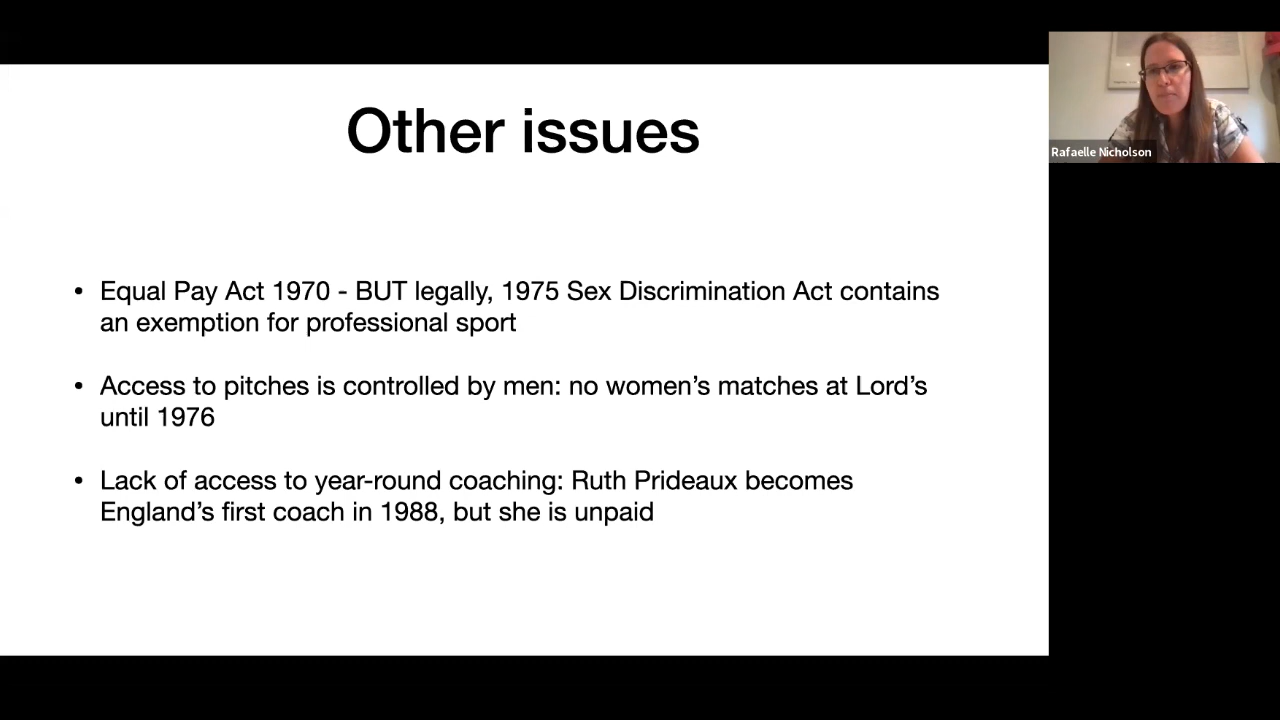 Other issues
Rafaelle Nicholson
• Equal Pay Act 1970 - BUT legally, 1975 Sex Discrimination Act contains
an exemption for professional sport
• Access to pitches is controlled by men: no women’s matches at Lord’s
until 1976
• Lack of access to year-round coaching: Ruth Prideaux becomes
England’s first coach in 1988, but she is unpaid